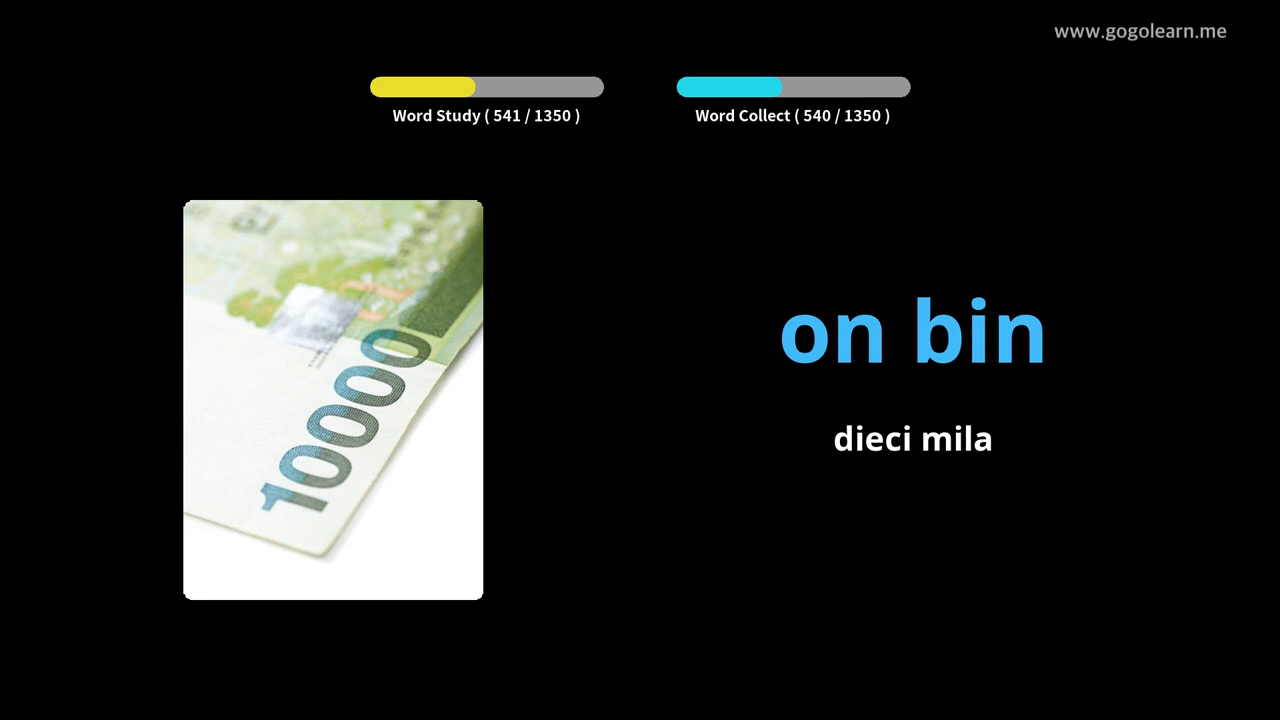 www.gogolearn.me
Word Study ( 541 / 1350 )
Word Collect ( 540 / 1350 )
10000
on bin
dieci mila